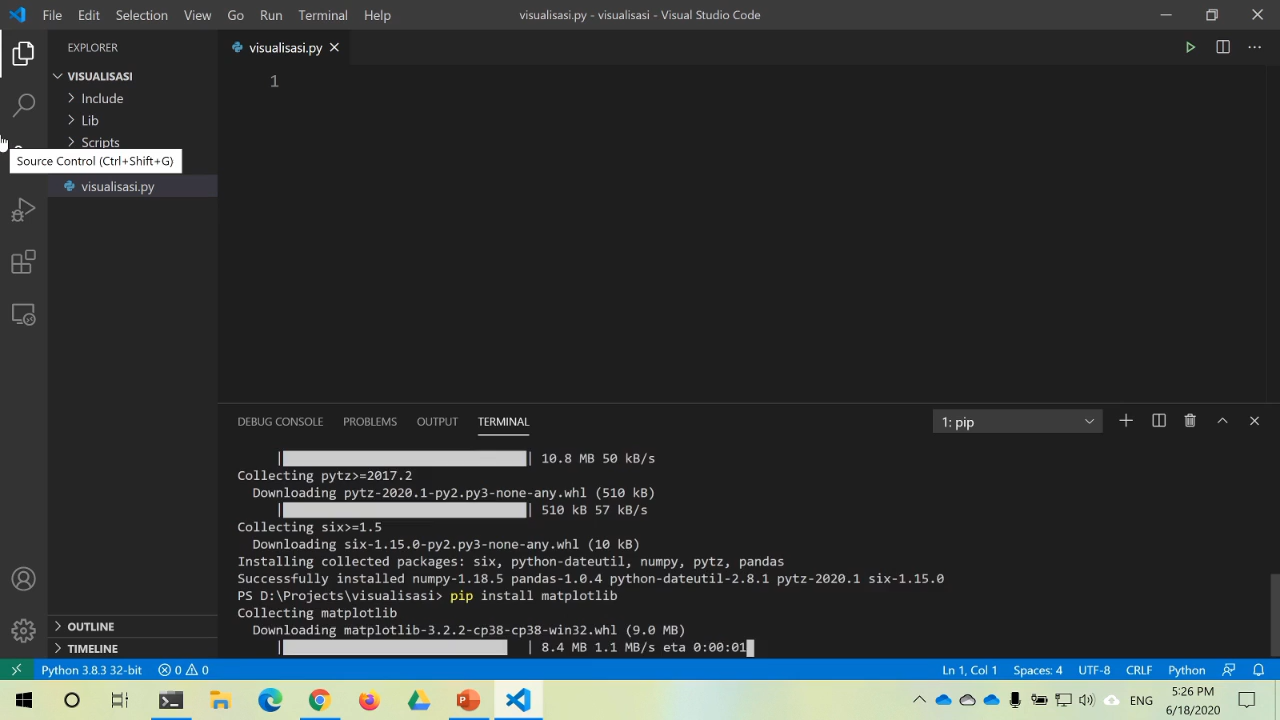 File Edit Selection View Go Run Terminal Help
visualisasi.py - visualisasi - Visual Studio Code
EXPLORER
visualisasi.py
VISUALISASI
1
Include
Lib
Scripts
Source Control (Ctrl+Shift+G)
visualisasi.py
DEBUG CONSOLE PROBLEMS OUTPUT TERMINAL
1: pip
10.8 MB 50 kB/s
Collecting pytz>=2017.2
Downloading pytz-2020.1-py2.py3-none-any.whl (510 kB)
510 kB 57 kB/s
Collecting six>=1.5
Downloading six-1.15.0-py2.py3-none-any.whl (10 kB)
Installing collected packages: six, python-dateutil, numpy, pytz, pandas
Successfully installed numpy-1.18.5 pandas-1.0.4 python-dateutil-2.8.1 pytz-2020.1 six-1.15.0
PS D:\Projects\visualisasi> pip install matplotlib
Collecting matplotlib
Downloading matplotlib-3.2.2-cp38-cp38-win32.whl (9.0 MB)
8.4 MB 1.1 MB/s eta 0:00:01
OUTLINE
TIMELINE
Python 3.8.3 32-bit 0 0
Ln 1, Col 1 Spaces: 4 UTF-8 CRLF Python
ENG
5:26 PM
6/18/2020